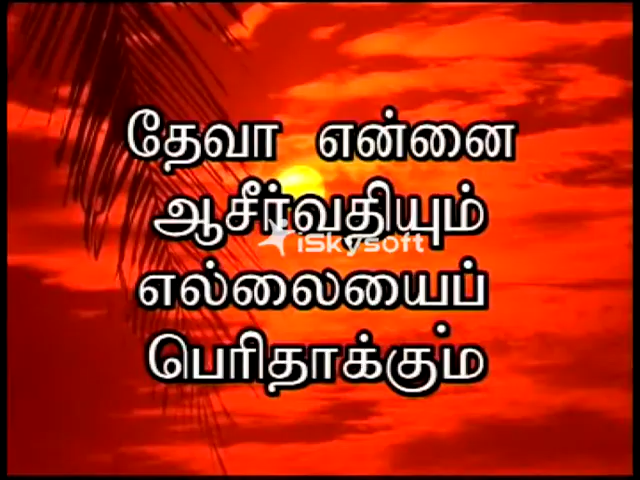 தேவா என்னை
ஆசீர்வதியும்
iskysoft
எல்லையைப்
பெரிதாக்கும்